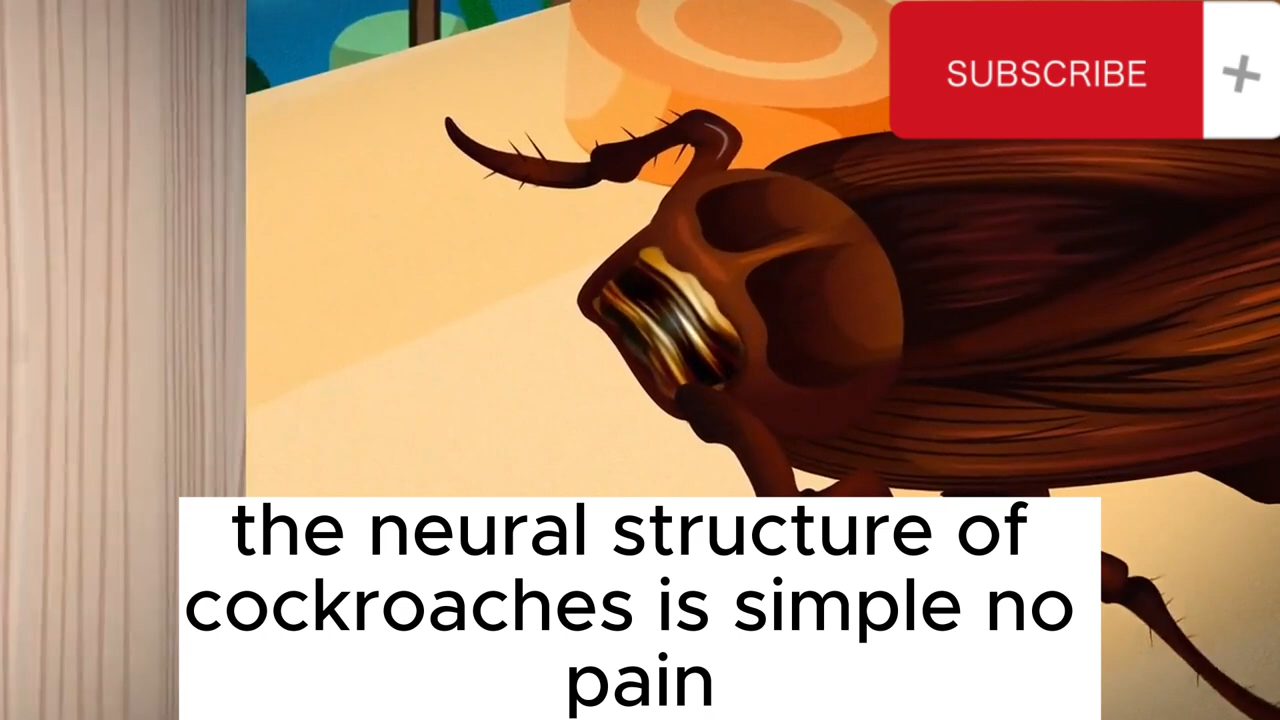 SUBSCRIBE +
the neural structure of
cockroaches is simple no
pain